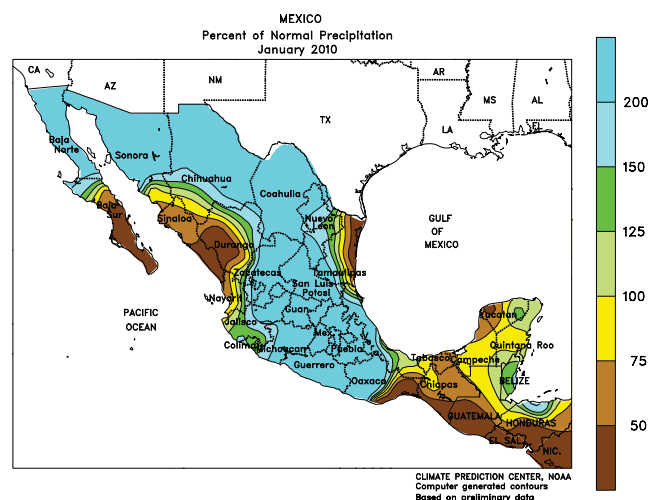 MEXICO
Percent of Normal Precipitation
January 2010
CA
AZ
NM
TX
AR
MS
AL
LA
FL
200
150
125
100
75
50
Baja
Norte
Sonora
Chihuahua
Coahuila
Baja
Sur
Sinaloa
Nuevo
Leon
Durango
GULF
OF
MEXICO
Zacatecas
Tamaulipas
San Luis
Potosi
Nayarit
Guan
PACIFIC
OCEAN
Jalisco
Mex
Colima
Michoacan
Puebla
Guerrero
Oaxaca
Yucatan
Quintana Roo
Tabasco
Campeche
Chiapas
BELIZE
GUATEMALA
HONDURAS
EL SAL
NIC.
CLIMATE PREDICTION CENTER, NOAA
Computer generated contours
Based on preliminary data